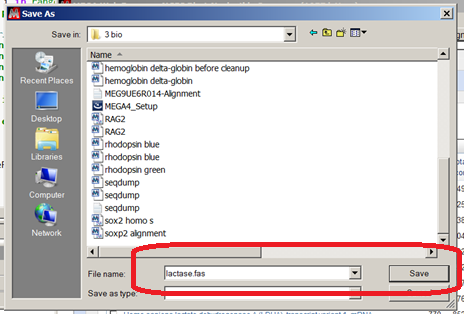 Save As
Save in:
3 bio
Name
hemoglobin delta-globin before cleanup
hemoglobin delta-globin
MEG9UE6R014-Alignment
MEGA4_Setup
RAG2
RAG2
rhodopsin blue
rhodopsin blue
rhodopsin green
seqdump
seqdump
seqdump
sox2 homo s
soxp2 alignment
Recent Places
Desktop
Libraries
Computer
Network
File name:
lactase.fas
Save
Save as type: